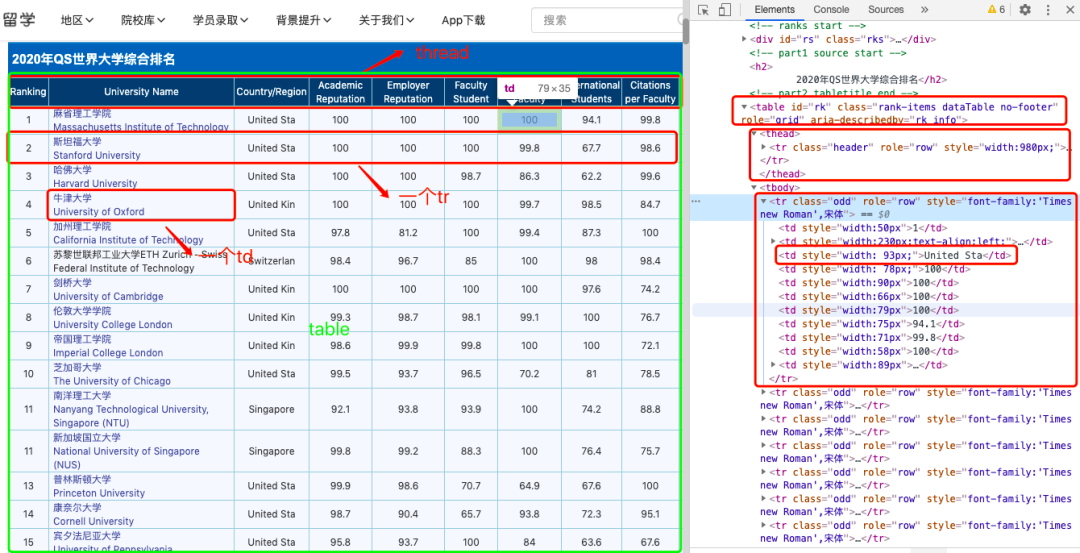 留学
地区
院校库
学员录取
背景提升
关于我们
App下载
搜索
2020年QS世界大学综合排名
thread
Ranking University Name Country/Region Academic Reputation Employer Reputation Faculty Student Faculty Students Citations per Faculty
td 79×35
1 麻省理工学院 Massachusetts Institute of Technology United Sta 100 100 100 100 94.1 99.8
2 斯坦福大学 Stanford University United Sta 100 100 100 99.8 67.7 98.6
3 哈佛大学 Harvard University United Sta 100 100 98.7 86.3 62.2 99.6
一个tr
4 牛津大学 University of Oxford United Kin 100 100 100 99.7 98.5 84.7
5 加州理工学院 California Institute of Technology United Sta 97.8 81.2 100 99.4 87.3 100
一个td
6 苏黎世联邦工业大学ETH Zurich - Swiss Federal Institute of Technology Switzerlan 98.4 96.7 85 100 98 98.4
7 剑桥大学 University of Cambridge United Kin 100 100 100 100 97.6 74.2
8 伦敦大学学院 University College London United Kin 99.3 98.7 98.1 99.1 100 76.7
table
9 帝国理工学院 Imperial College London United Kin 98.6 99.9 99.8 100 100 72.1
10 芝加哥大学 The University of Chicago United Sta 99.5 93.7 96.5 70.2 81 78.5
11 南洋理工大学 Nanyang Technological University, Singapore (NTU) Singapore 92.1 93.8 93.9 100 74.2 88.8
11 新加坡国立大学 National University of Singapore (NUS) Singapore 99.8 99.2 88.3 100 76.4 75.7
13 普林斯顿大学 Princeton University United Sta 99.9 98.6 70.7 64.9 67.6 100
14 康奈尔大学 Cornell University United Sta 98.7 90.4 65.7 93.8 72.3 95.1
15 宾夕法尼亚大学 University of Pennsylvania United Sta 95.8 93.7 100 84 63.6 67.6
Elements Console Sources » 6
<!-- ranks start -->
<div id="rs" class="rks">…</div>
<!-- part1 source start -->
<h2>
2020年QS世界大学综合排名</h2>
<!-- part2 tabletitle end -->
<table id="rk" class="rank-items dataTable no-footer"
role="grid" aria-describedby="rk_info">
<thead>
<tr class="header" role="row" style="width:980px;">…
</tr>
</thead>
<tbody>
<tr class="odd" role="row" style="font-family:'Times
new Roman',宋体"> == $0
<td style="width:50px">1</td>
<td style="width:230px;text-align:left;">…</td>
<td style="width: 93px;">United Sta</td>
<td style="width: 78px;">100</td>
<td style="width:90px">100</td>
<td style="width:66px">100</td>
<td style="width:79px">100</td>
<td style="width:75px">94.1</td>
<td style="width:71px">99.8</td>
<td style="width:58px">100</td>
<td style="width:89px">…</td>
</tr>
<tr class="odd" role="row" style="font-family:'Times
new Roman',宋体">…</tr>
<tr class="odd" role="row" style="font-family:'Times
new Roman',宋体">…</tr>
<tr class="odd" role="row" style="font-family:'Times
new Roman',宋体">…</tr>
<tr class="odd" role="row" style="font-family:'Times
new Roman',宋体">…</tr>
<tr class="odd" role="row" style="font-family:'Times
new Roman',宋体">…</tr>
<tr class="odd" role="row" style="font-family:'Times
new Roman',宋体">…</tr>